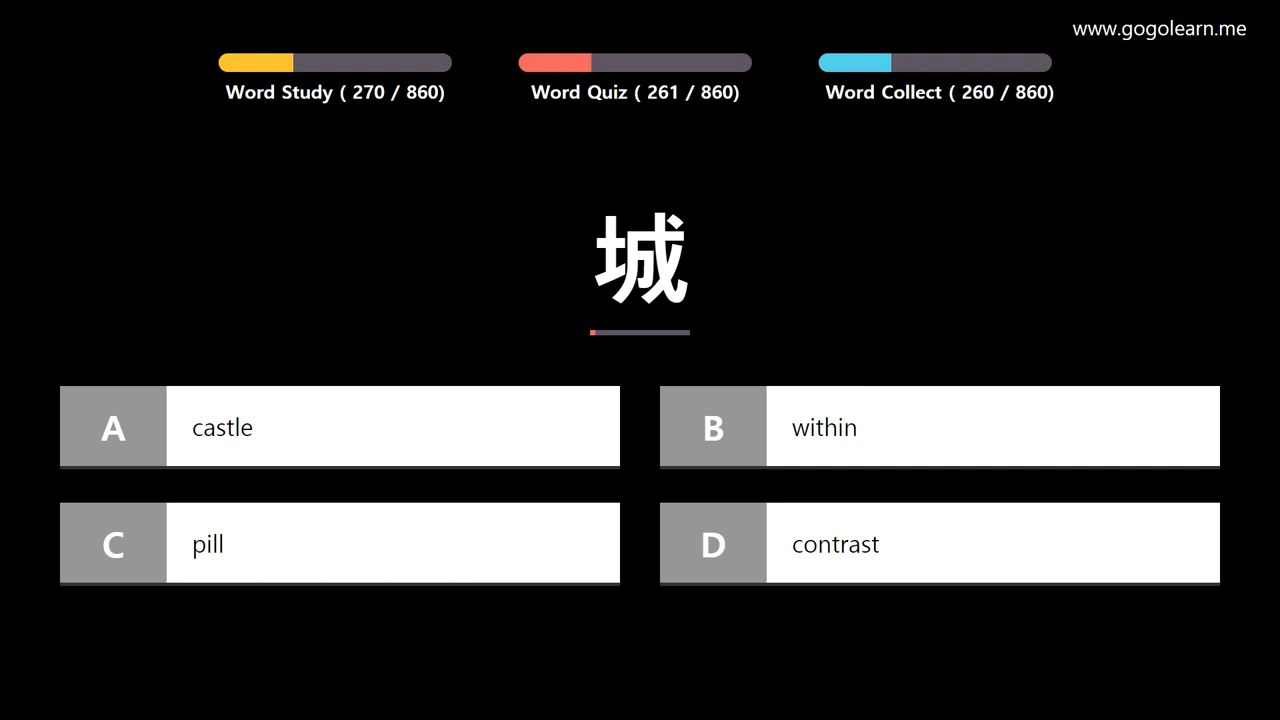 www.gogolearn.me
Word Study ( 270 / 860)
Word Quiz ( 261 / 860)
Word Collect ( 260 / 860)
城
A castle
B within
C pill
D contrast